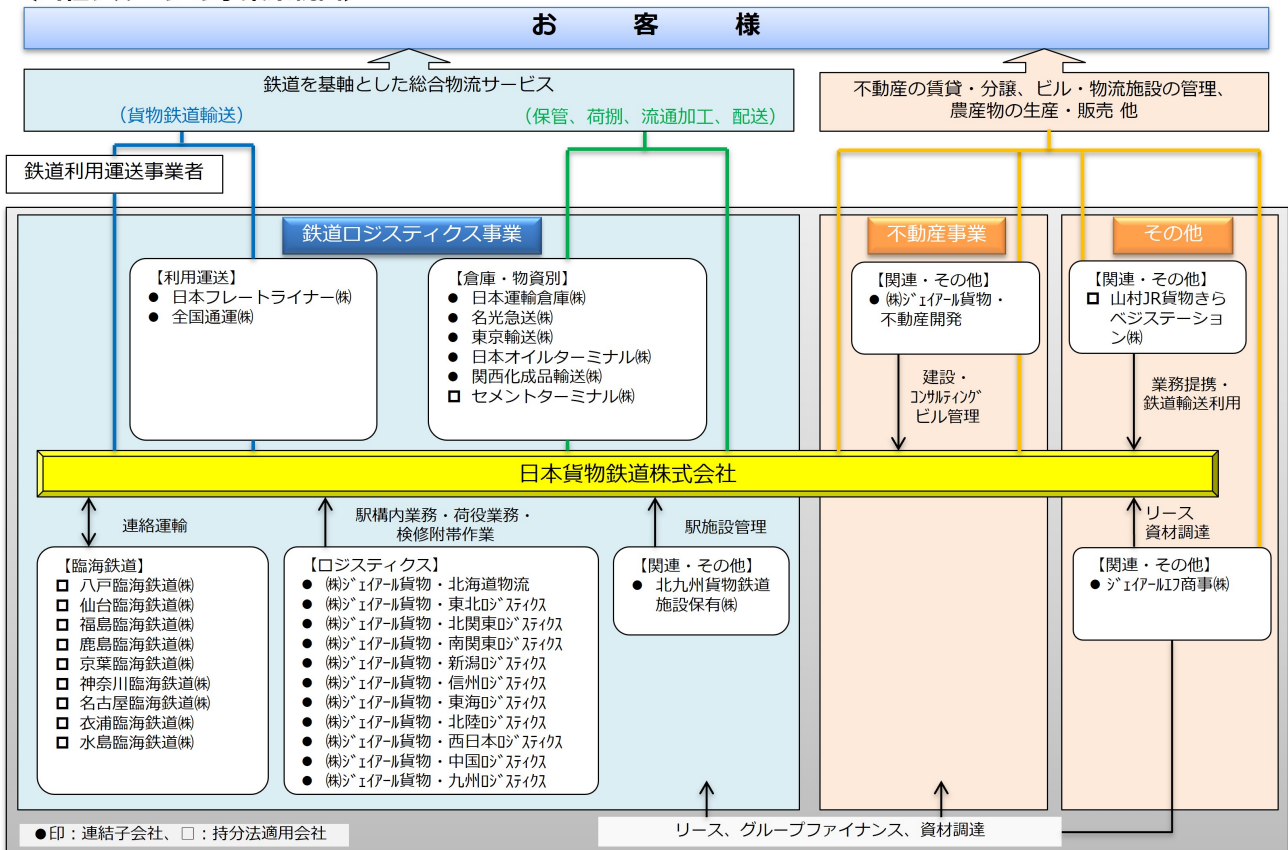 お 客 様
鉄道を基軸とした総合物流サービス
（貨物鉄道輸送）
（保管、荷捌、流通加工、配送）
不動産の賃貸・分譲、ビル・物流施設の管理、
農産物の生産・販売 他
鉄道利用運送事業者
鉄道ロジスティクス事業
不動産事業
その他
【利用運送】
● 日本フレートライナー㈱
● 全国通運㈱
【倉庫・物資別】
● 日本運輸倉庫㈱
● 名光急送㈱
● 東京輸送㈱
● 日本オイルターミナル㈱
● 関西化成品輸送㈱
□ セメントターミナル㈱
【関連・その他】
● ㈱ｼﾞｪｲｱｰﾙ貨物・
不動産開発
【関連・その他】
□ 山村JR貨物きら
ベジステーショ
ン㈱
建設・
ｺﾝｻﾙﾃｨﾝｸﾞ
ビル管理
業務提携・
鉄道輸送利用
日本貨物鉄道株式会社
連絡運輸
駅構内業務・荷役業務・
検修附帯作業
駅施設管理
リース
資材調達
【臨海鉄道】
□ 八戸臨海鉄道㈱
□ 仙台臨海鉄道㈱
□ 福島臨海鉄道㈱
□ 鹿島臨海鉄道㈱
□ 京葉臨海鉄道㈱
□ 神奈川臨海鉄道㈱
□ 名古屋臨海鉄道㈱
□ 衣浦臨海鉄道㈱
□ 水島臨海鉄道㈱
【ロジスティクス】
● ㈱ｼﾞｪｲｱｰﾙ貨物・北海道物流
● ㈱ｼﾞｪｲｱｰﾙ貨物・東北ﾛｼﾞｽﾃｨｸｽ
● ㈱ｼﾞｪｲｱｰﾙ貨物・北関東ﾛｼﾞｽﾃｨｸｽ
● ㈱ｼﾞｪｲｱｰﾙ貨物・南関東ﾛｼﾞｽﾃｨｸｽ
● ㈱ｼﾞｪｲｱｰﾙ貨物・新潟ﾛｼﾞｽﾃｨｸｽ
● ㈱ｼﾞｪｲｱｰﾙ貨物・信州ﾛｼﾞｽﾃｨｸｽ
● ㈱ｼﾞｪｲｱｰﾙ貨物・東海ﾛｼﾞｽﾃｨｸｽ
● ㈱ｼﾞｪｲｱｰﾙ貨物・北陸ﾛｼﾞｽﾃｨｸｽ
● ㈱ｼﾞｪｲｱｰﾙ貨物・西日本ﾛｼﾞｽﾃｨｸｽ
● ㈱ｼﾞｪｲｱｰﾙ貨物・中国ﾛｼﾞｽﾃｨｸｽ
● ㈱ｼﾞｪｲｱｰﾙ貨物・九州ﾛｼﾞｽﾃｨｸｽ
【関連・その他】
● 北九州貨物鉄道
施設保有㈱
【関連・その他】
● ｼﾞｪｲｱｰﾙｴﾌ商事㈱
●印：連結子会社、□：持分法適用会社
リース、グループファイナンス、資材調達